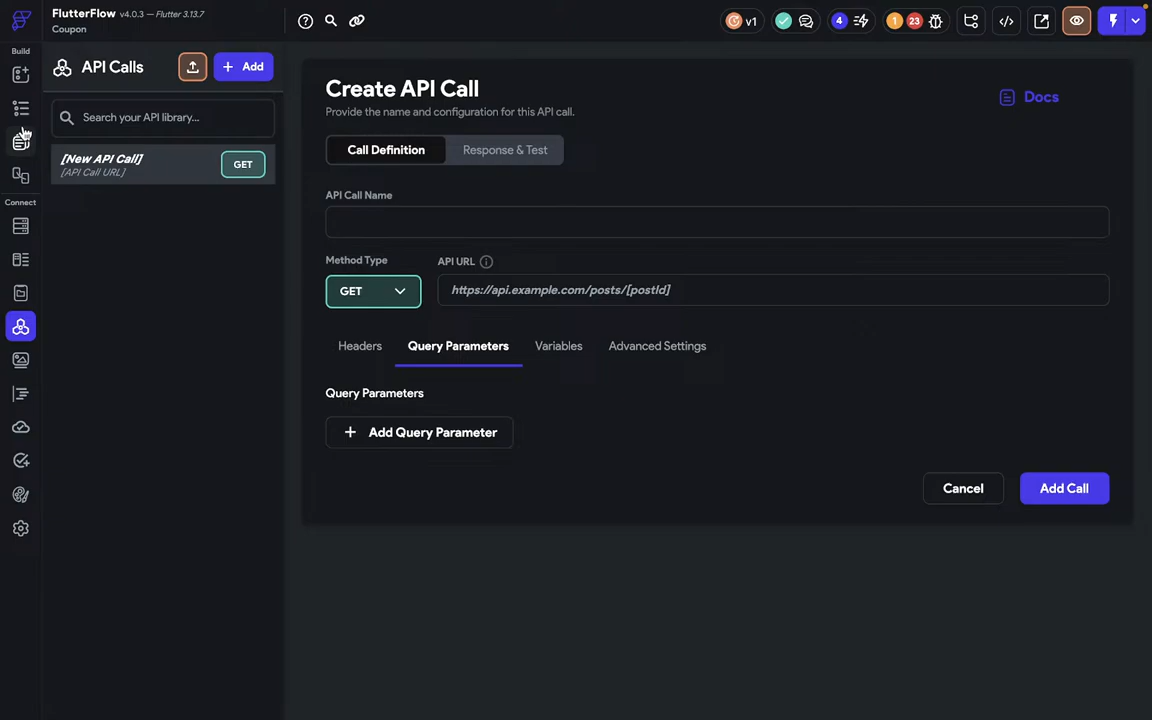 FlutterFlow v4.0.3 — Flutter 3.13.7
Coupon
v1
4
1 23
Build
Connect
API Calls
+ Add
Search your API library...
[New API Call]
[API Call URL]
GET
Create API Call
Provide the name and configuration for this API call.
Docs
Call Definition Response & Test
API Call Name
Method Type API URL
GET https://api.example.com/posts/[postId]
Headers Query Parameters Variables Advanced Settings
Query Parameters
+ Add Query Parameter
Cancel Add Call